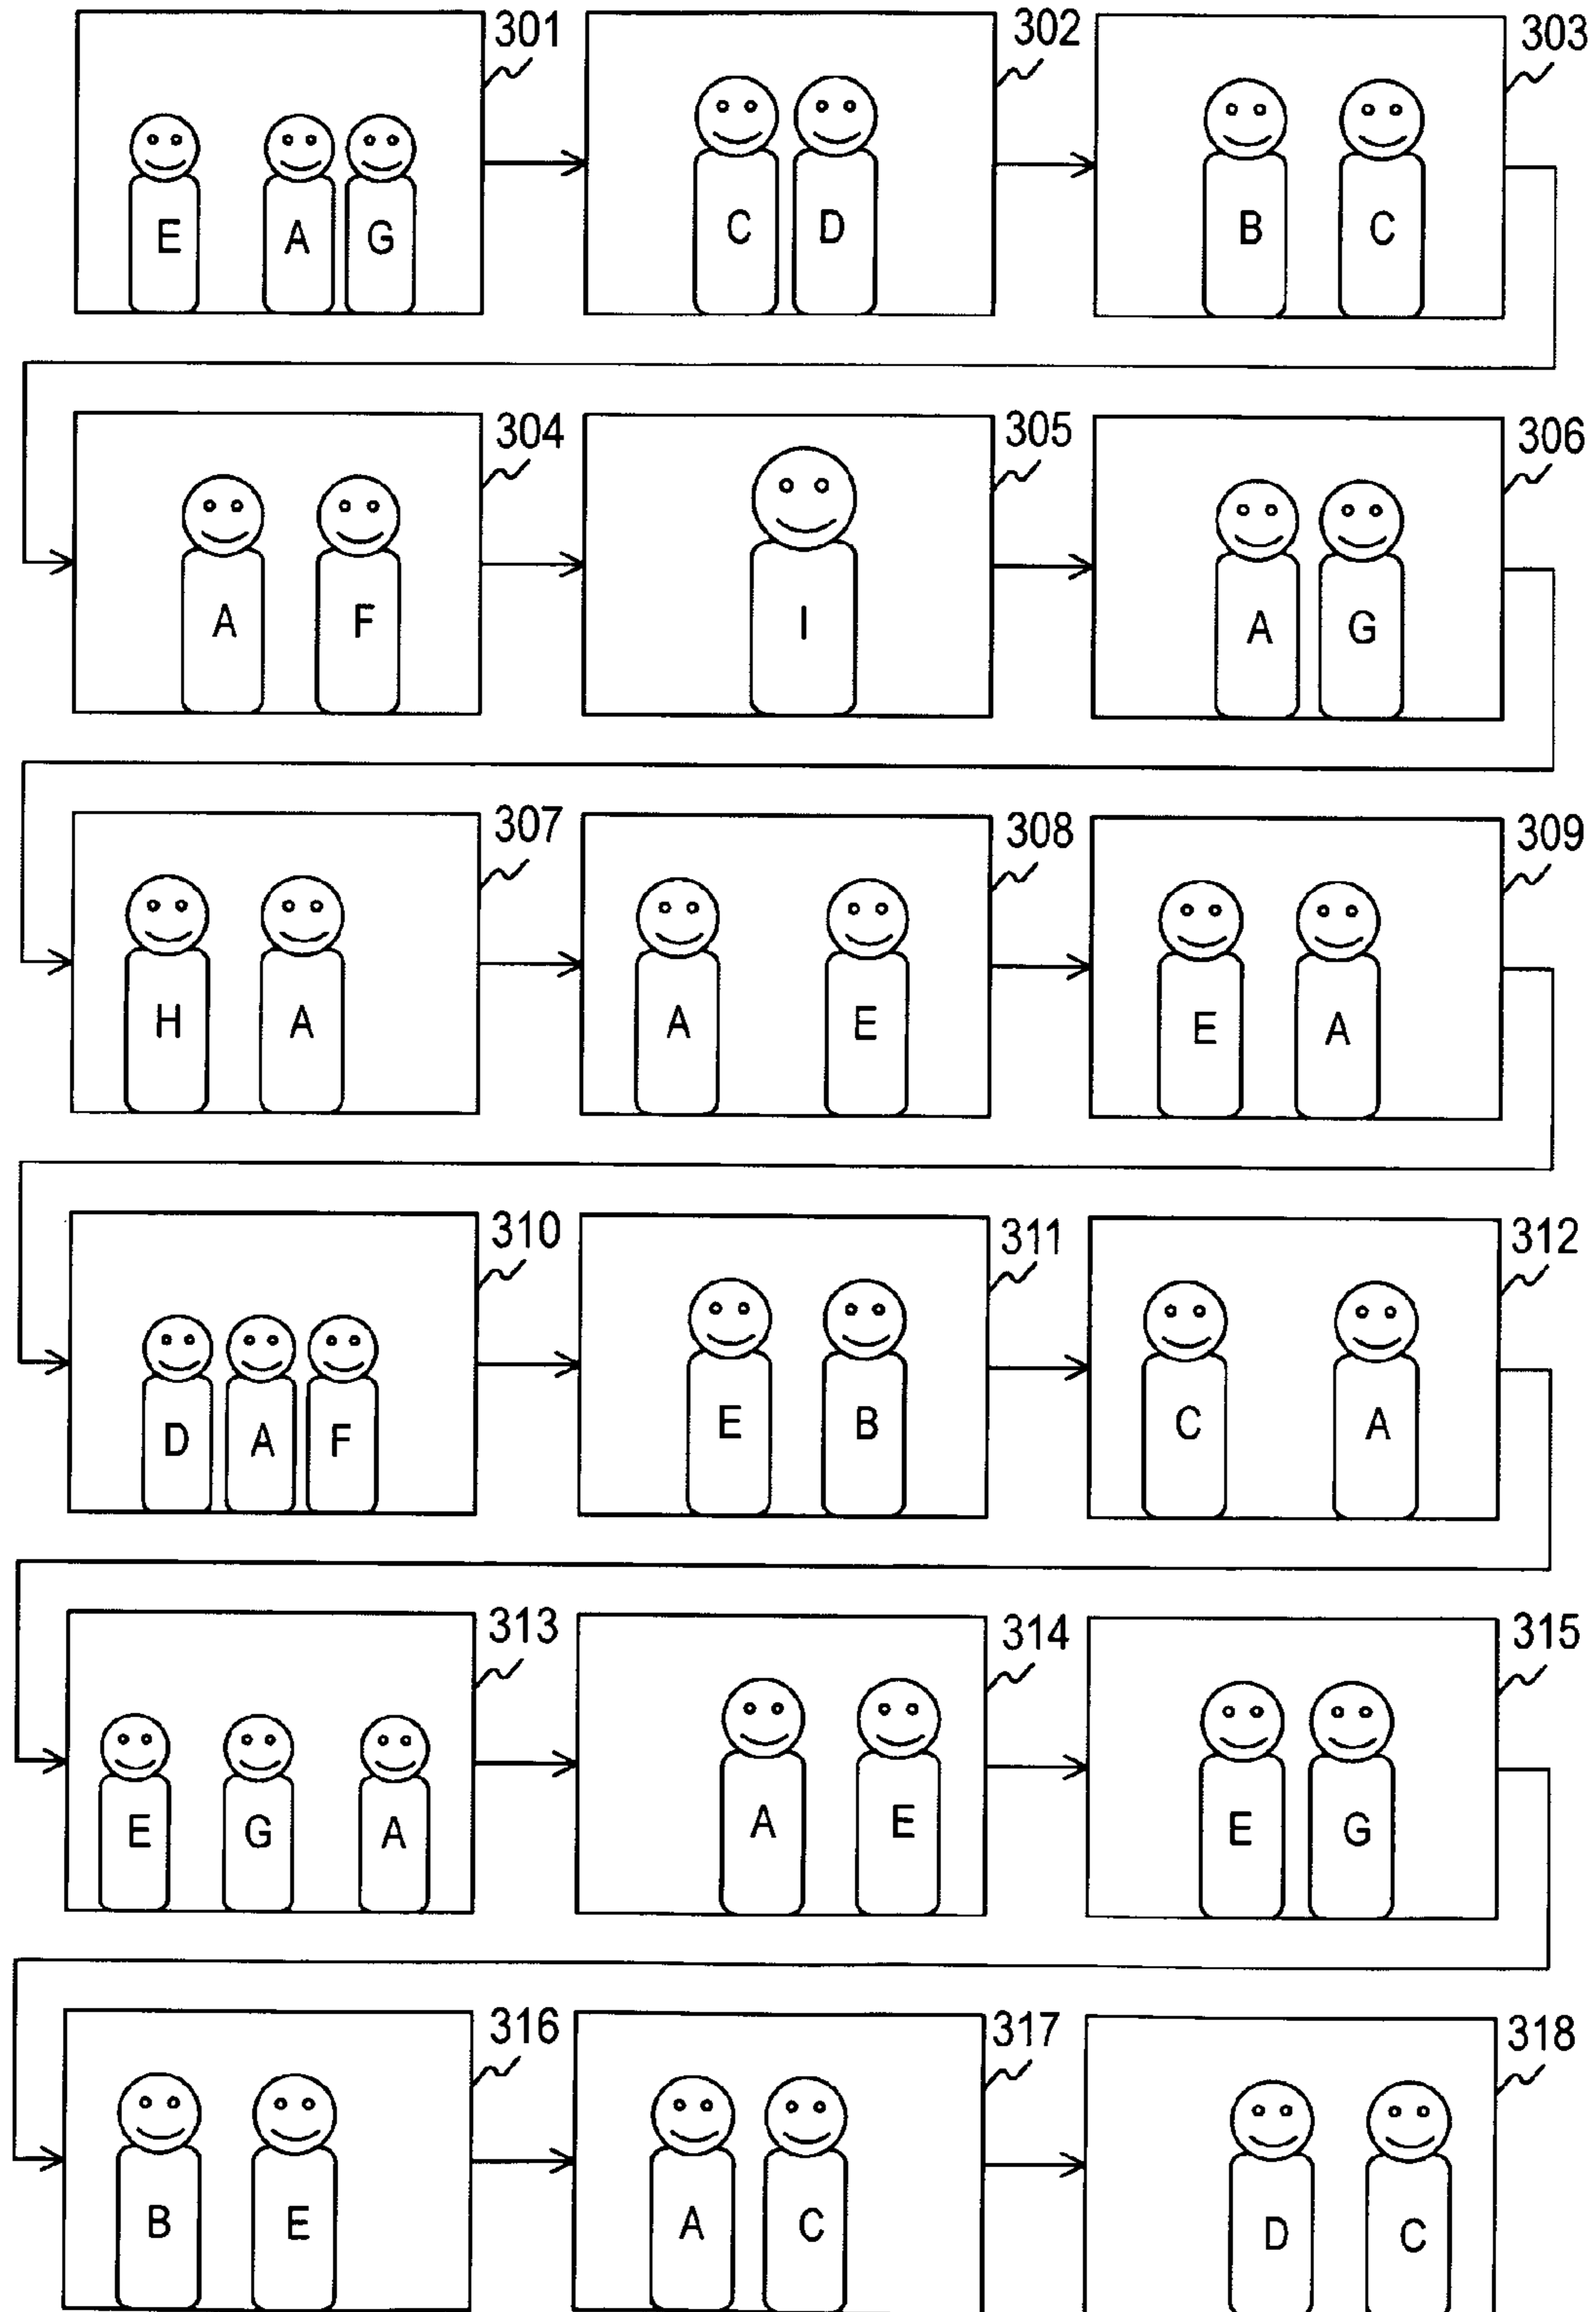 301 302 303
E A G C D B C
304 305 306
A F I A G
307 308 309
H A A E E A
310 311 312
D A F E B C A
313 314 315
E G A A E E G
316 317 318
B E A C D C